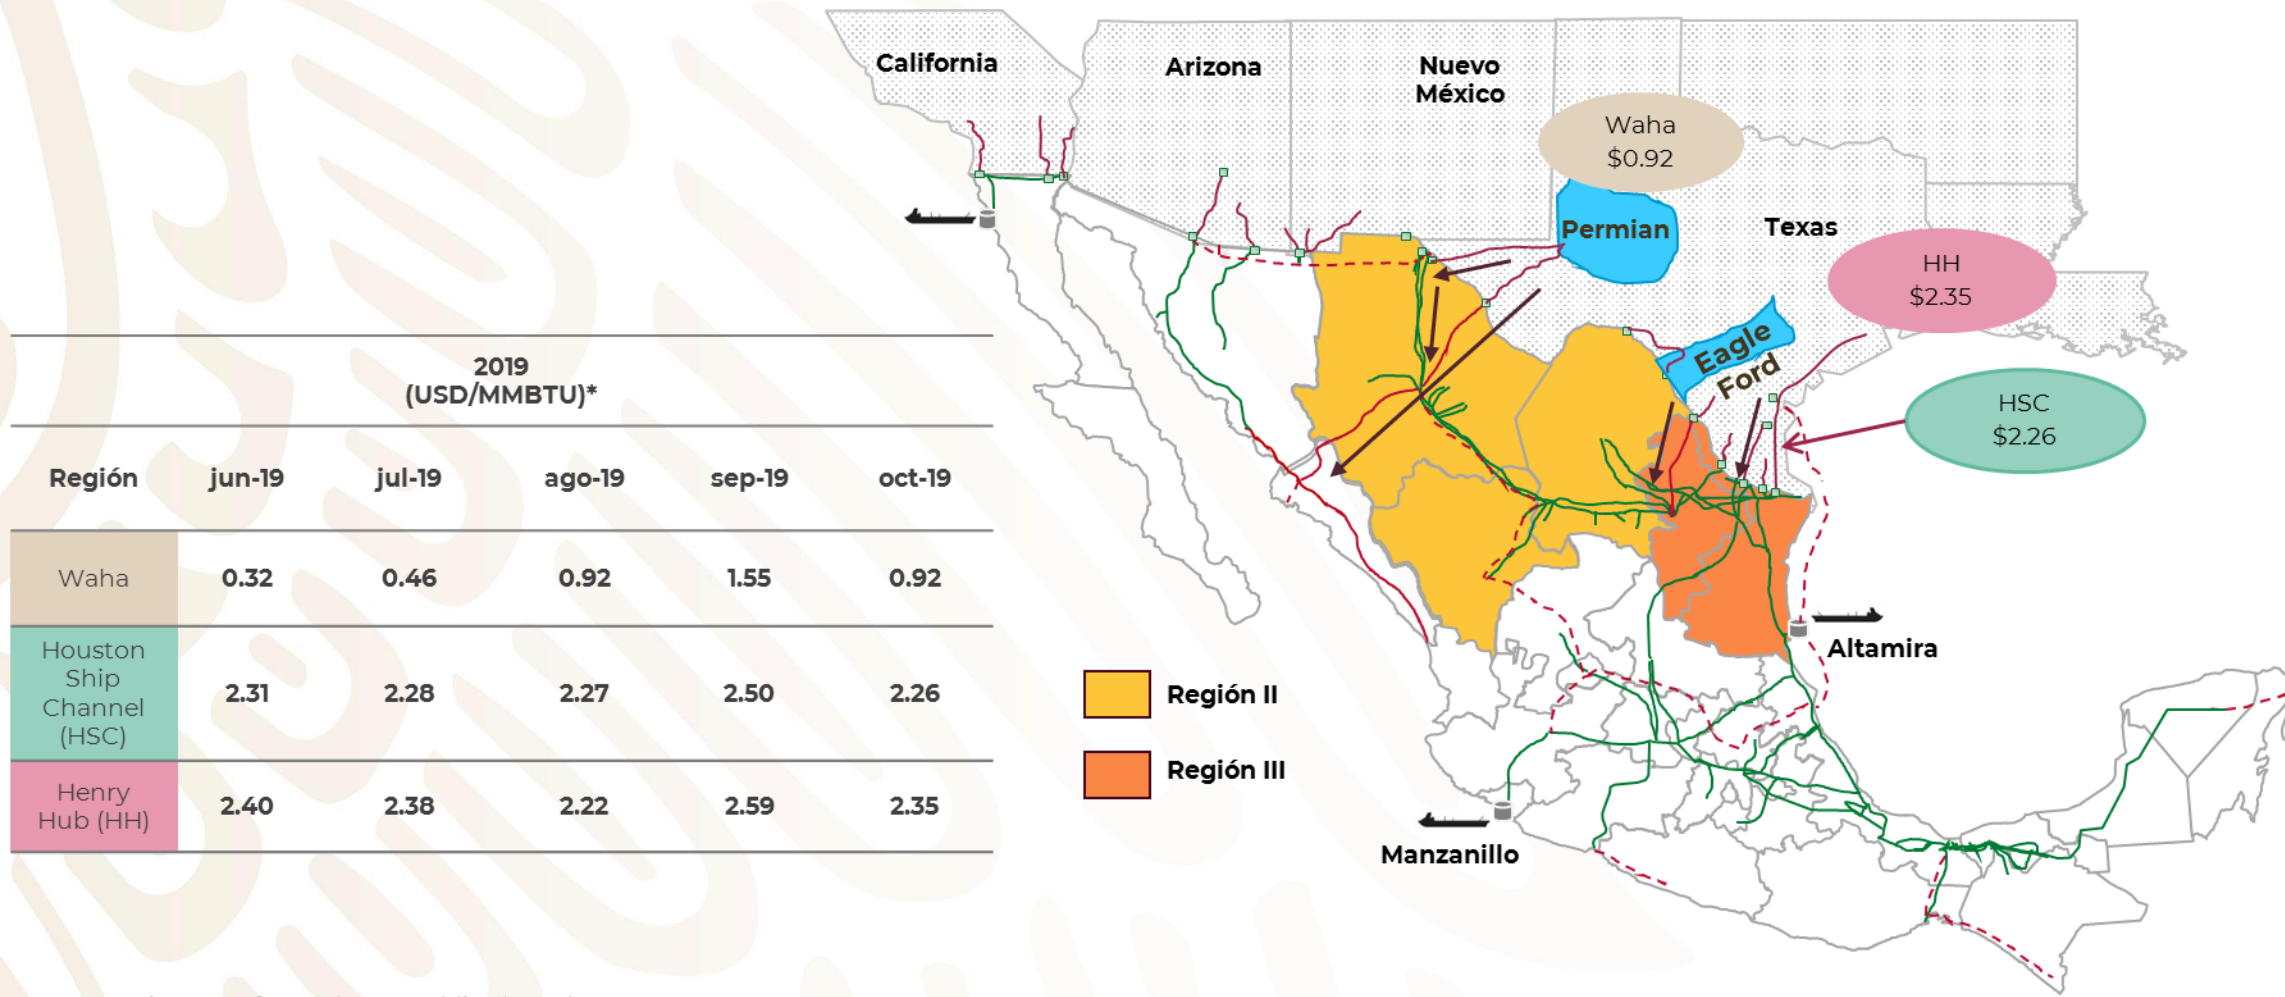 2019
(USD/MMBTU)*
Región jun-19 jul-19 ago-19 sep-19 oct-19
Waha 0.32 0.46 0.92 1.55 0.92
Houston
Ship
Channel
(HSC)
2.31 2.28 2.27 2.50 2.26
Henry
Hub (HH)
2.40 2.38 2.22 2.59 2.35
California
Arizona
Nuevo
México
Waha
$0.92
Permian
Texas
HH
$2.35
Eagle
Ford
HSC
$2.26
Altamira
Región II
Región III
Manzanillo